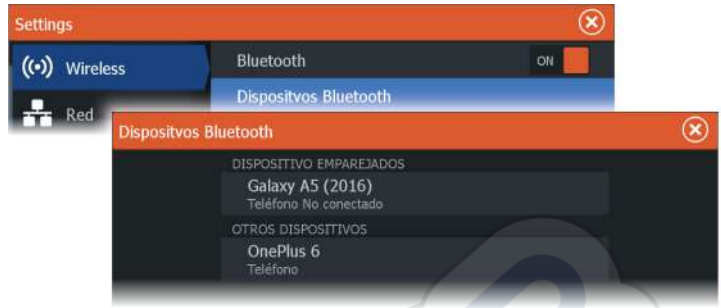 Settings
Wireless
Bluetooth
ON
Dispositvos Bluetooth
Red
Dispositvos Bluetooth
DISPOSITIVO EMPAREJADOS
Galaxy A5 (2016)
Teléfono No conectado
OTROS DISPOSITIVOS
OnePlus 6
Teléfono